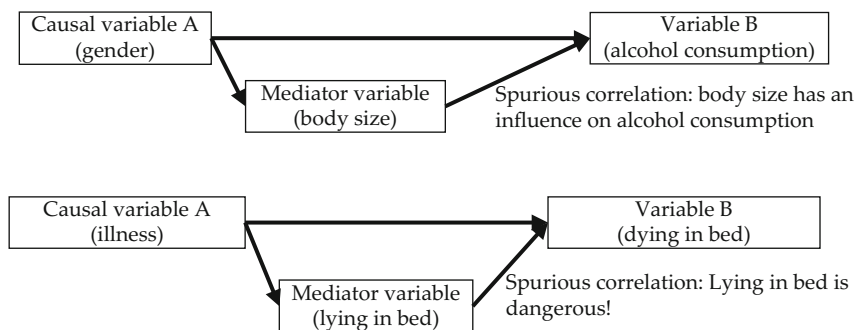 Causal variable A
(gender)
Variable B
(alcohol consumption)
Mediator variable
(body size)
Spurious correlation: body size has an
influence on alcohol consumption
Causal variable A
(illness)
Variable B
(dying in bed)
Mediator variable
(lying in bed)
Spurious correlation: Lying in bed is
dangerous!